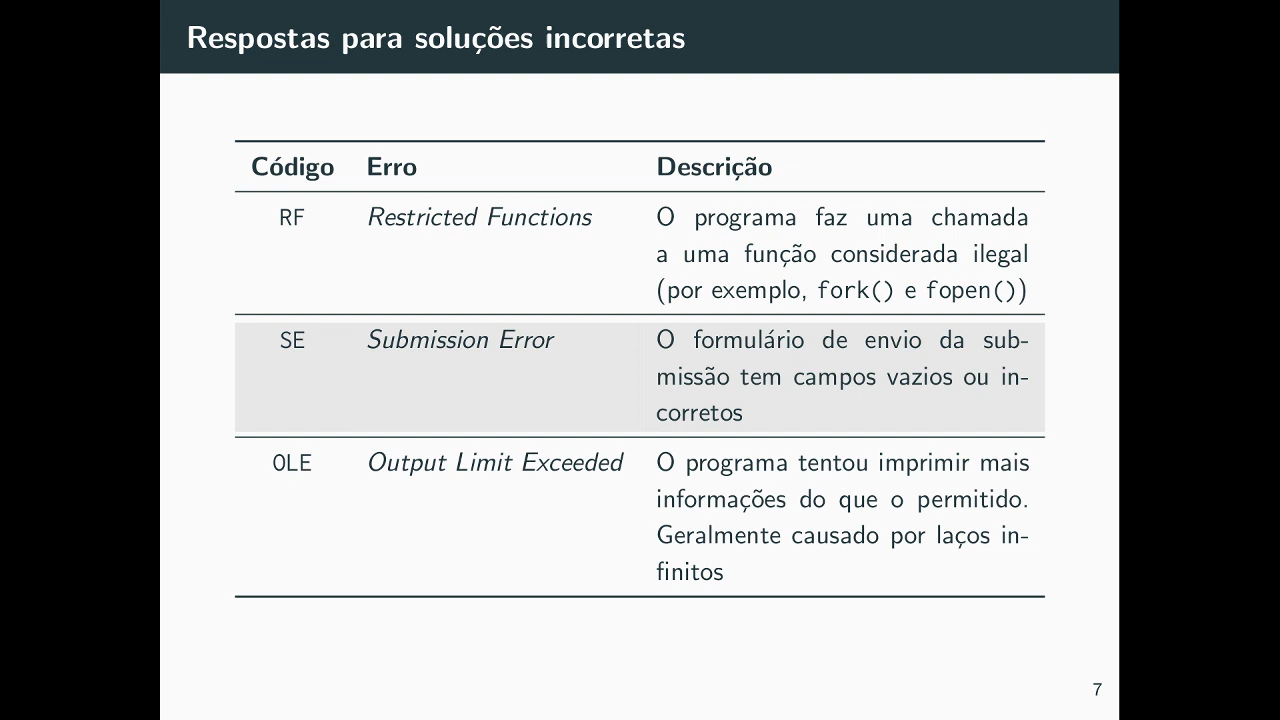 Respostas para soluções incorretas
Código Erro Descrição
RF Restricted Functions O programa faz uma chamada
a uma função considerada ilegal
(por exemplo, fork() e fopen())
SE Submission Error O formulário de envio da sub-
missão tem campos vazios ou in-
corretos
OLE Output Limit Exceeded O programa tentou imprimir mais
informações do que o permitido.
Geralmente causado por laços in-
finitos
7